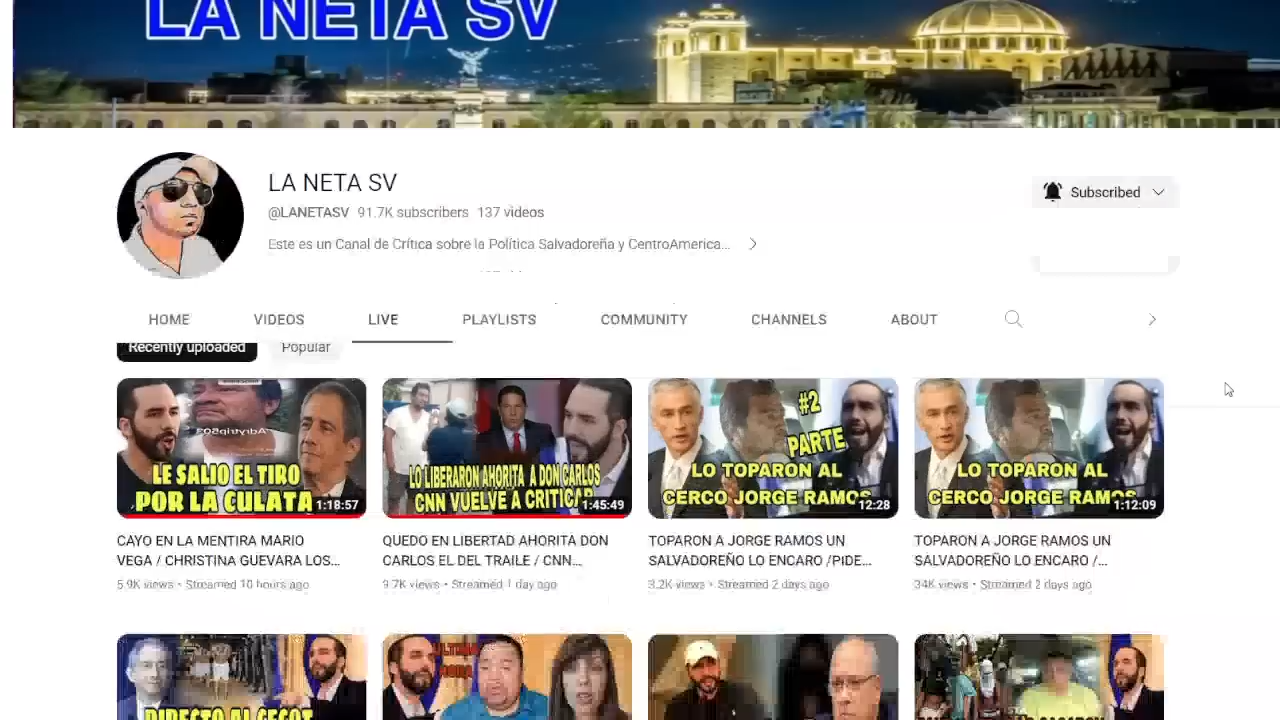 LA NETA SV
LA NETA SV
@LANETASV 91.7K subscribers 137 videos
Subscribed
Este es un Canal de Crítica sobre la Política Salvadoreña y CentroAmerica...
HOME VIDEOS LIVE PLAYLISTS COMMUNITY CHANNELS ABOUT
Recently uploaded Popular
LE SALIO EL TIRO
POR LA CULATA
1:18:57
LO LIBERARON AHORITA A DON CARLOS
CNN VUELVE A CRITICAR
1:45:49
#2
PARTE
LO TOPARON AL
CERCO JORGE RAMOS
12:28
LO TOPARON AL
CERCO JORGE RAMOS
1:12:09
CAYO EN LA MENTIRA MARIO
VEGA / CHRISTINA GUEVARA LOS...
5.9K views • Streamed 10 hours ago
QUEDO EN LIBERTAD AHORITA DON
CARLOS EL DEL TRAILE / CNN...
9.7K views • Streamed 1 day ago
TOPARON A JORGE RAMOS UN
SALVADOREÑO LO ENCARO /PIDE...
3.2K views • Streamed 2 days ago
TOPARON A JORGE RAMOS UN
SALVADOREÑO LO ENCARO /...
34K views • Streamed 2 days ago
DIRECTO AL CECOT
ULTIMA
HORA